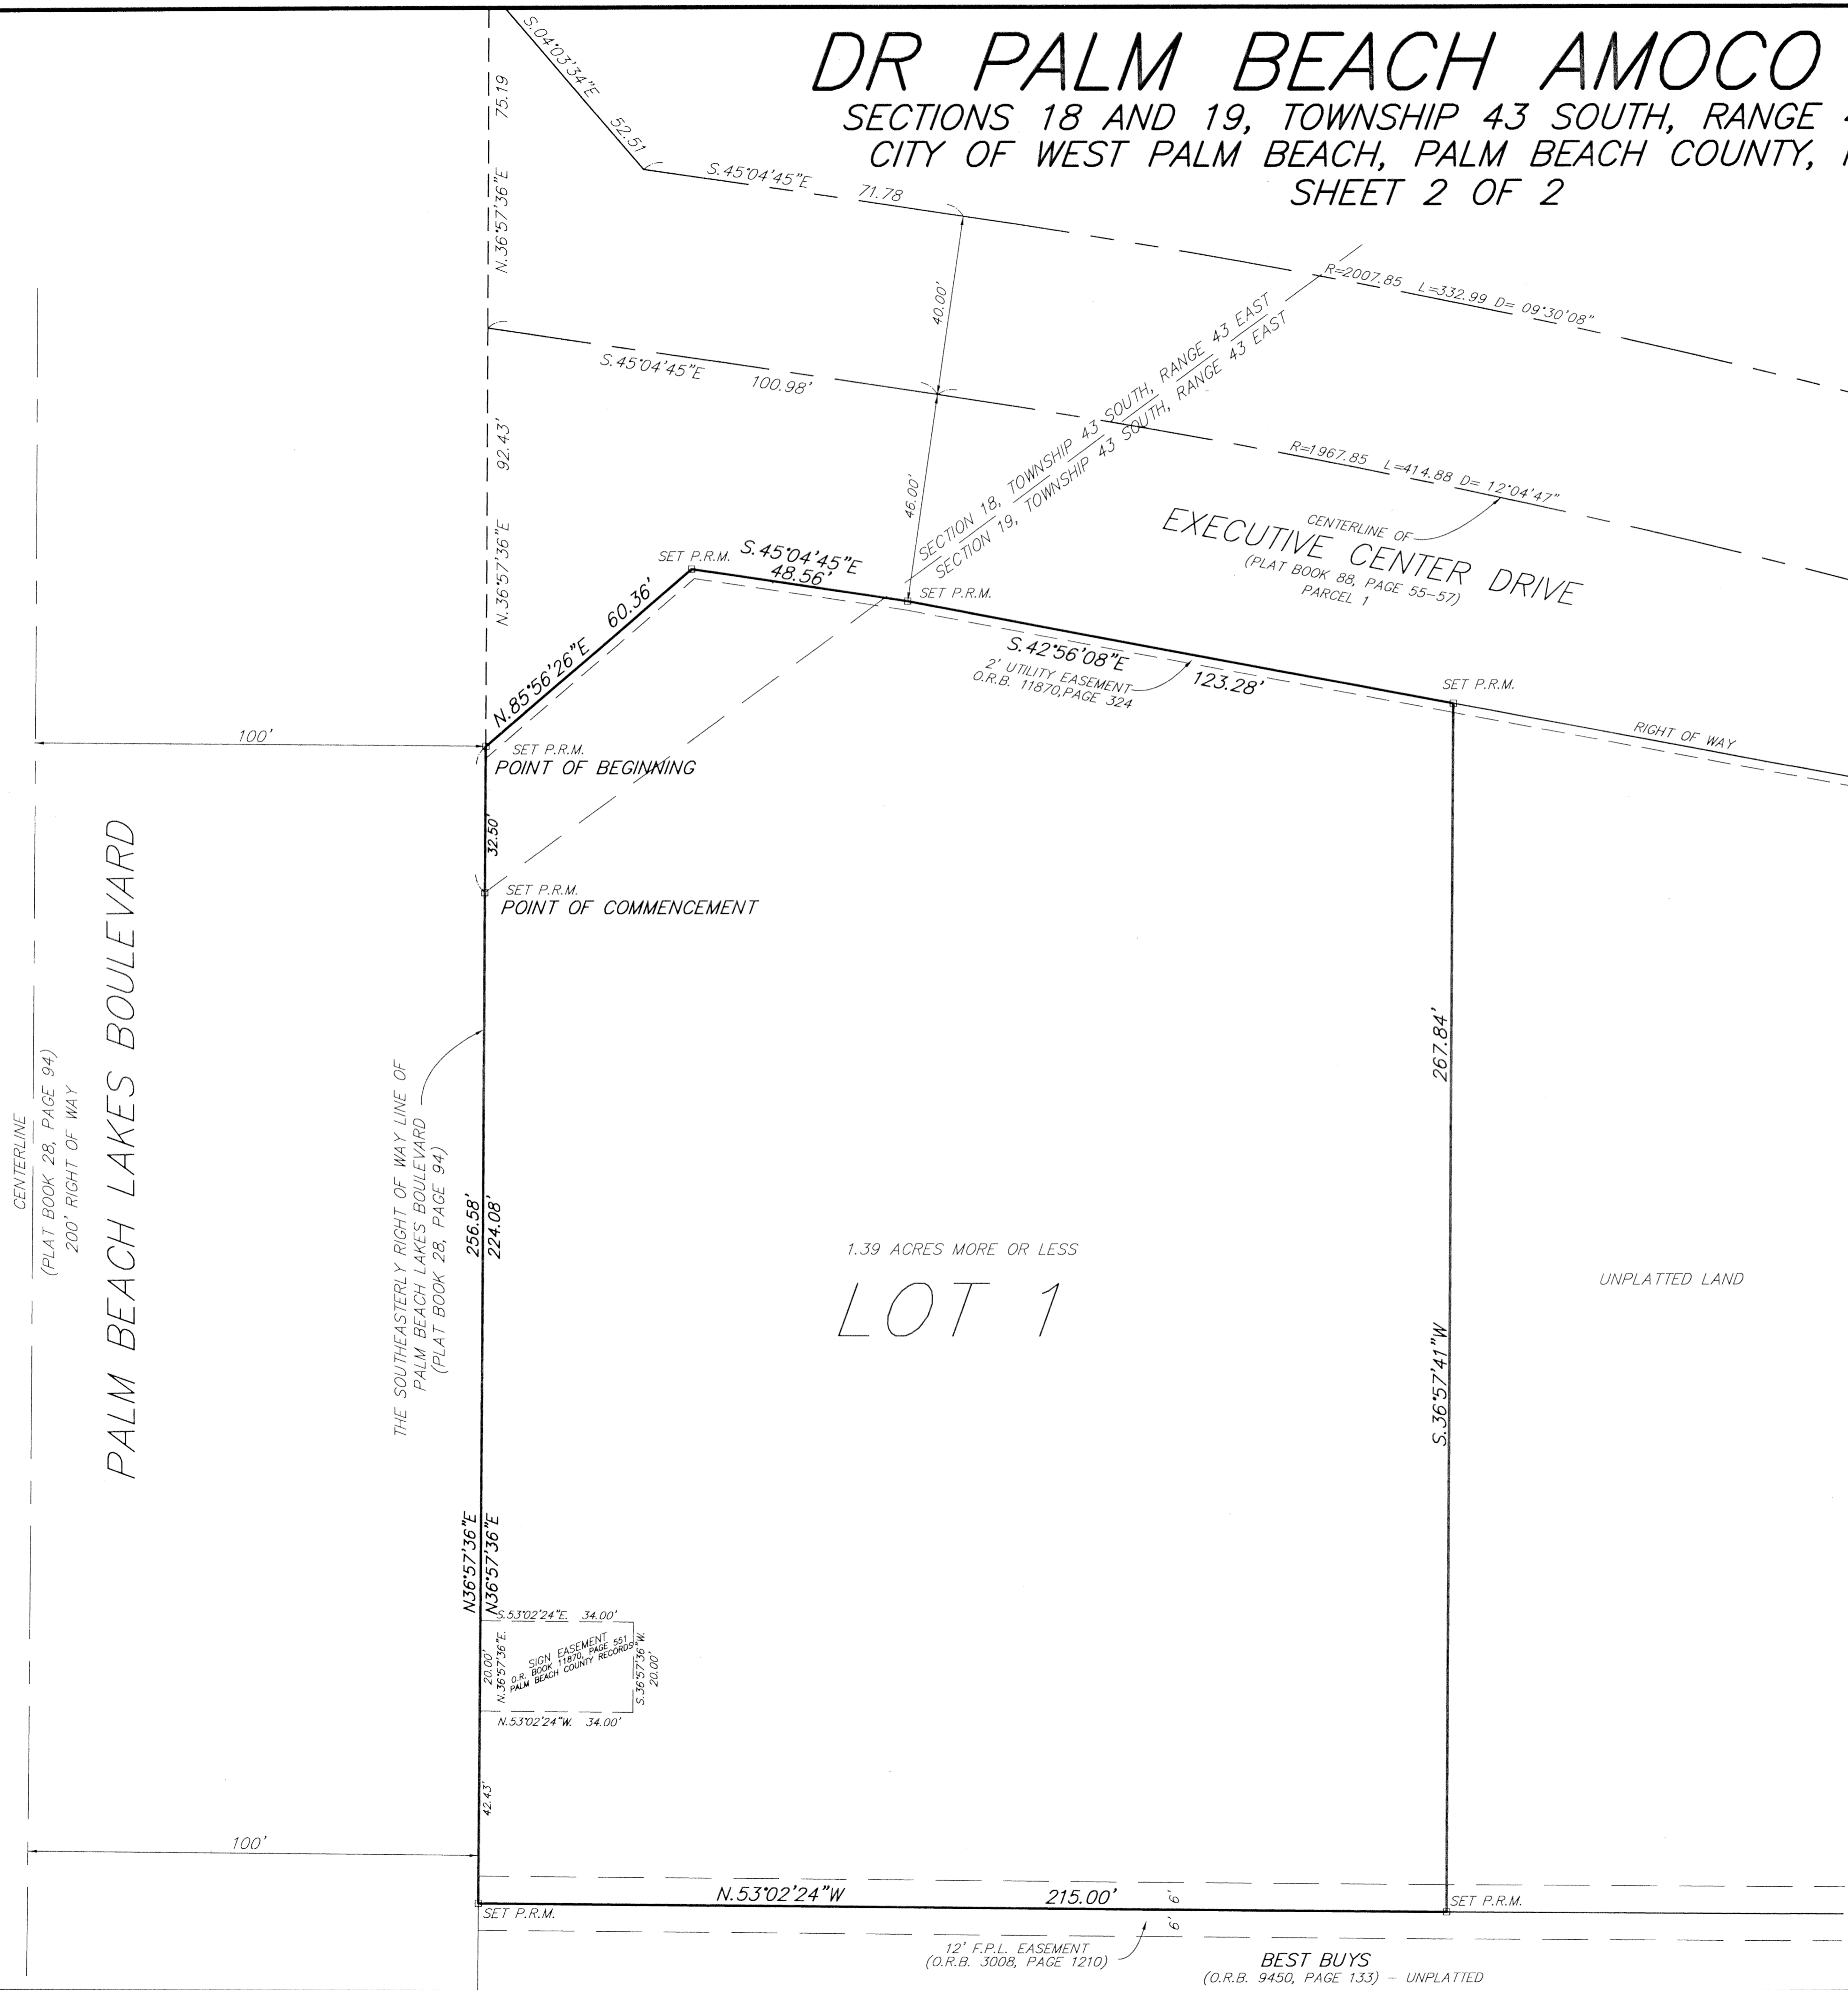 DR PALM BEACH AMOCO
SECTIONS 18 AND 19, TOWNSHIP 43 SOUTH, RANGE
CITY OF WEST PALM BEACH, PALM BEACH COUNTY,
SHEET 2 OF 2
S.04°03'34"E
52.51
N.36°57'36"E 75.19
S.45°04'45"E 71.78
40.00'
R=2007.85 L=332.99 D= 09°30'08"
S.45°04'45"E 100.98'
N.36°57'36"E 92.43'
46.00'
SECTION 18, TOWNSHIP 43 SOUTH, RANGE 43 EAST
SECTION 19, TOWNSHIP 43 SOUTH, RANGE 43 EAST
R=1967.85 L=414.88 D= 12°04'47"
CENTERLINE OF
EXECUTIVE CENTER DRIVE
(PLAT BOOK 88, PAGE 55-57)
PARCEL 1
SET P.R.M.
S.45°04'45"E
48.56'
SET P.R.M.
N.85°56'26"E 60.36'
S.42°56'08"E
123.28'
2' UTILITY EASEMENT
O.R.B. 11870,PAGE 324
SET P.R.M.
RIGHT OF WAY
100'
SET P.R.M.
POINT OF BEGINNING
32.50'
SET P.R.M.
POINT OF COMMENCEMENT
PALM BEACH LAKES BOULEVARD
CENTERLINE
(PLAT BOOK 28, PAGE 94)
200' RIGHT OF WAY
THE SOUTHEASTERLY RIGHT OF WAY LINE OF
PALM BEACH LAKES BOULEVARD
(PLAT BOOK 28, PAGE 94)
N36°57'36"E 256.58'
N36°57'36"E 224.08'
1.39 ACRES MORE OR LESS
LOT 1
S.36°57'41"W 267.84'
UNPLATTED LAND
S.53°02'24"E. 34.00'
N.36°57'36"E.
20.00'
SIGN EASEMENT
O.R. BOOK 11870, PAGE 551
PALM BEACH COUNTY RECORDS
S.36°57'36"W.
20.00'
N.53°02'24"W. 34.00'
42.43'
100'
N.53°02'24"W 215.00'
6'
6'
SET P.R.M.
SET P.R.M.
12' F.P.L. EASEMENT
(O.R.B. 3008, PAGE 1210)
BEST BUYS
(O.R.B. 9450, PAGE 133) - UNPLATTED